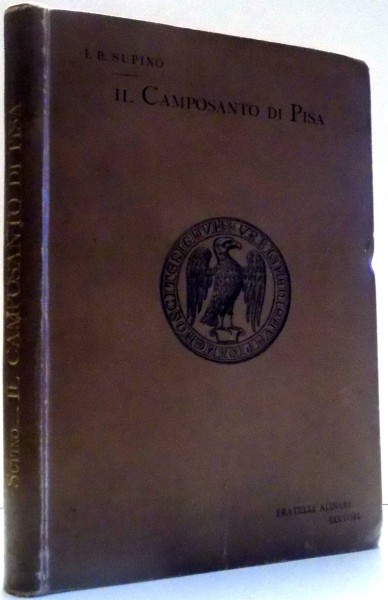 I. B. SUPINO
IL CAMPOSANTO DI PISA
FRATELLI ALINARI
EDITORI
SUPINO — IL CAMPOSANTO DI PISA